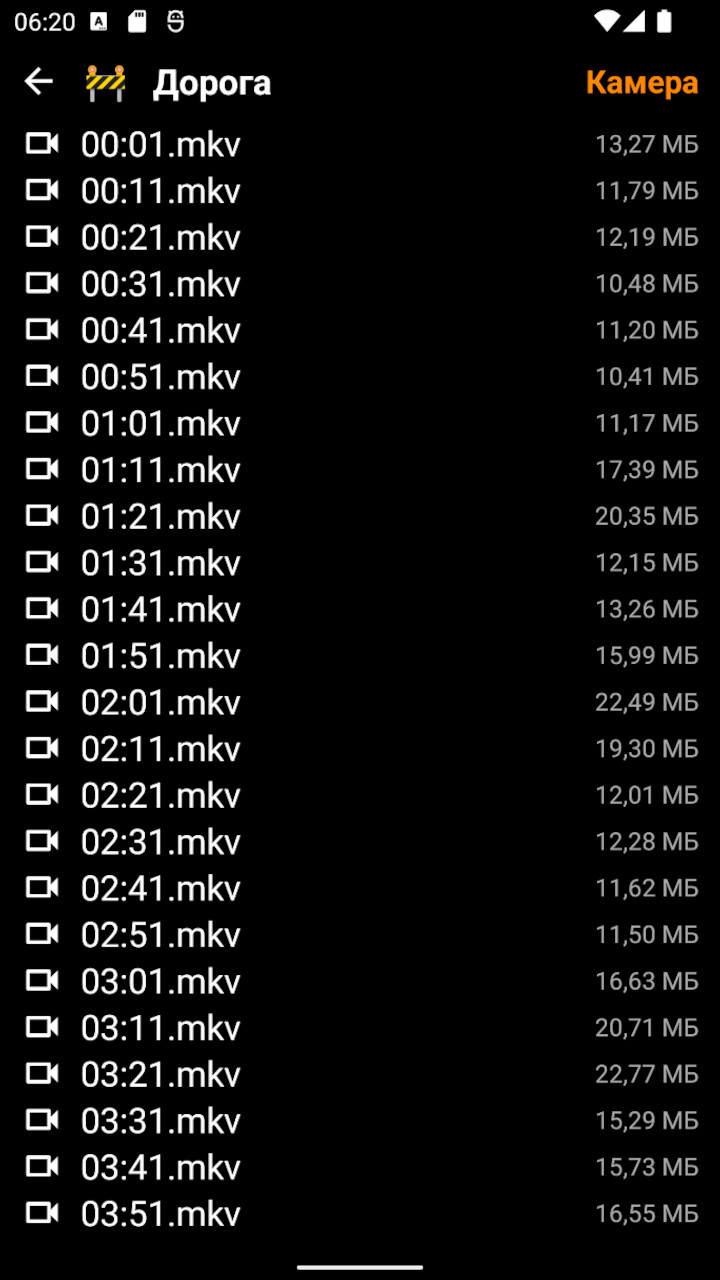 06:20
Дорога Камера
00:01.mkv 13,27 МБ
00:11.mkv 11,79 МБ
00:21.mkv 12,19 МБ
00:31.mkv 10,48 МБ
00:41.mkv 11,20 МБ
00:51.mkv 10,41 МБ
01:01.mkv 11,17 МБ
01:11.mkv 17,39 МБ
01:21.mkv 20,35 МБ
01:31.mkv 12,15 МБ
01:41.mkv 13,26 МБ
01:51.mkv 15,99 МБ
02:01.mkv 22,49 МБ
02:11.mkv 19,30 МБ
02:21.mkv 12,01 МБ
02:31.mkv 12,28 МБ
02:41.mkv 11,62 МБ
02:51.mkv 11,50 МБ
03:01.mkv 16,63 МБ
03:11.mkv 20,71 МБ
03:21.mkv 22,77 МБ
03:31.mkv 15,29 МБ
03:41.mkv 15,73 МБ
03:51.mkv 16,55 МБ